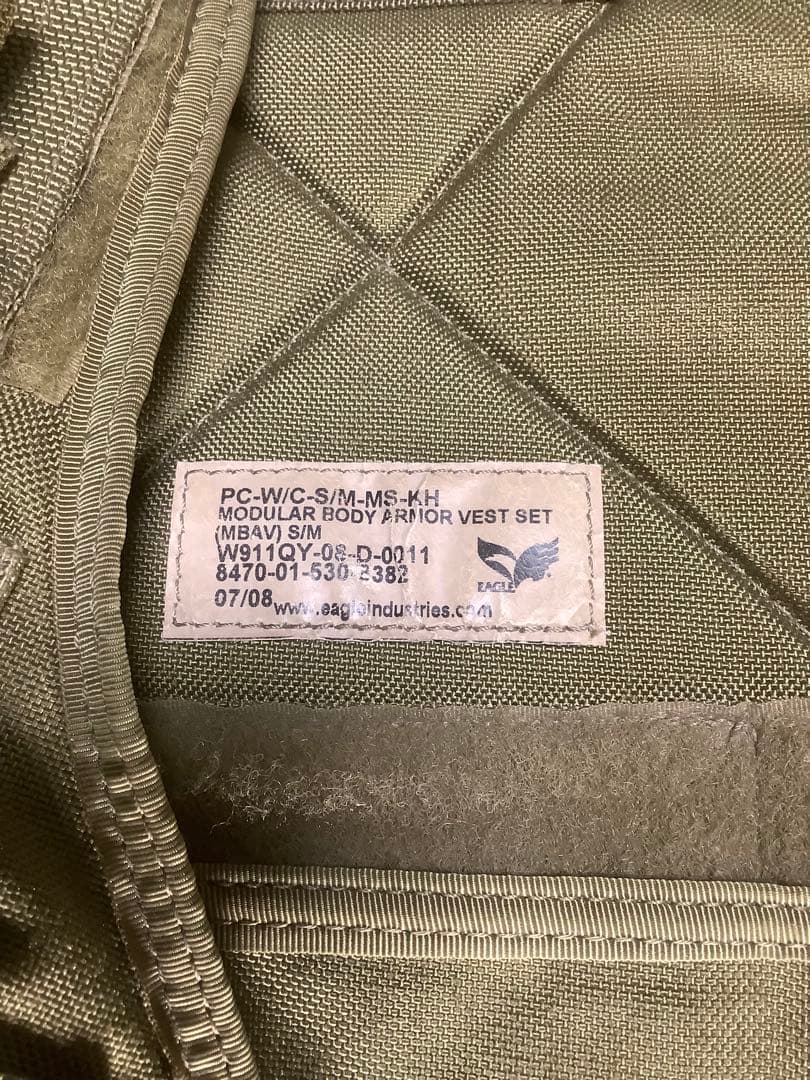 PC-W/C-S/M-MS-KH
MODULAR BODY ARMOR VEST SET
(MBAV) S/M
W911QY-08-D-0011
8470-01-530-2382
EAGLE
07/08 www.eagleindustries.com